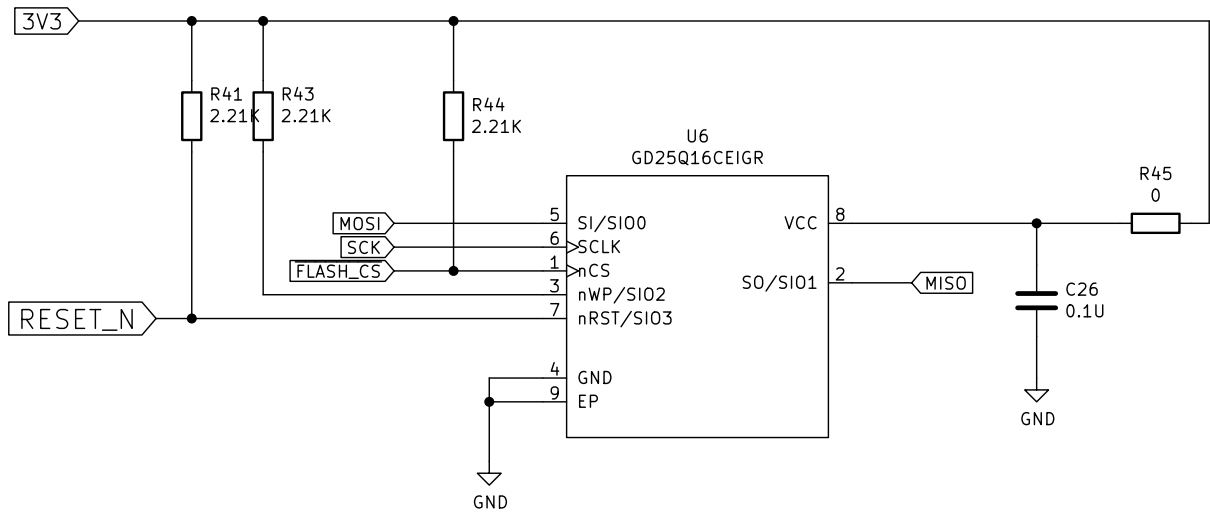 3V3
R41
2.21K
R43
2.21K
R44
2.21K
U6
GD25Q16CEIGR
R45
0
MOSI
5
SI/SIO0
VCC
8
SCK
6
SCLK
FLASH_CS
1
nCS
SO/SIO1
2
MISO
3
nWP/SIO2
C26
0.1U
RESET_N
7
nRST/SIO3
4
GND
9
EP
GND
GND